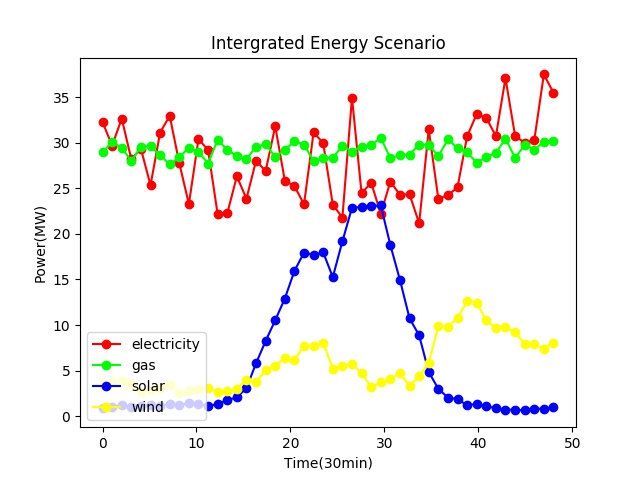 Intergrated Energy Scenario
Power(MW)
35
30
25
20
15
10
5
0
electricity
gas
solar
wind
0 10 20 30 40 50
Time(30min)